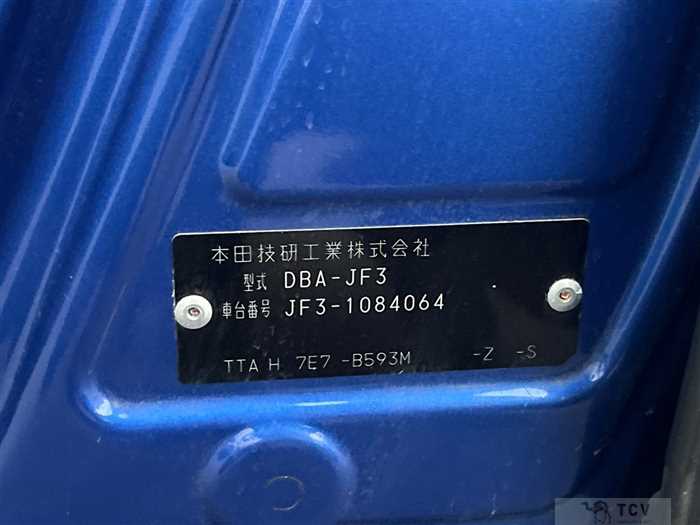 本田技研工業株式会社
型式 DBA-JF3
車台番号 JF3-1084064
TTA H 7E7 -B593M -Z -S
TCV